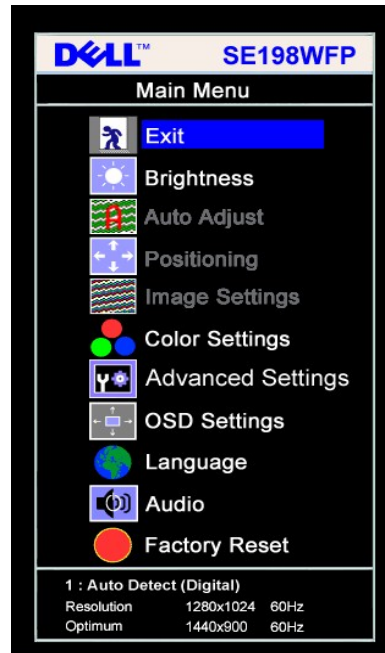 DELL™ SE198WFP
Main Menu
Exit
Brightness
Auto Adjust
Positioning
Image Settings
Color Settings
Advanced Settings
OSD Settings
Language
Audio
Factory Reset
1 : Auto Detect (Digital)
Resolution 1280x1024 60Hz
Optimum 1440x900 60Hz